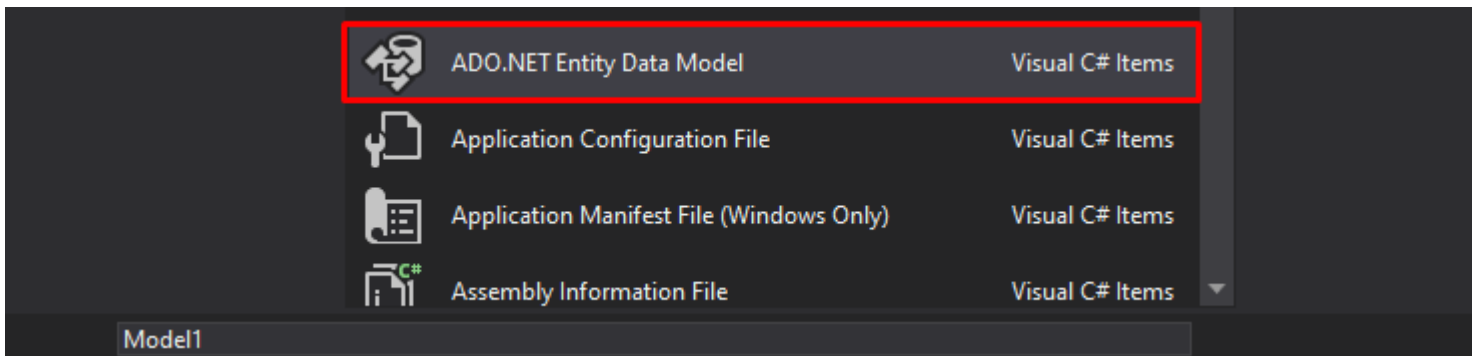 ADO.NET Entity Data Model Visual C# Items
Application Configuration File Visual C# Items
Application Manifest File (Windows Only) Visual C# Items
C#
Assembly Information File Visual C# Items
Model1